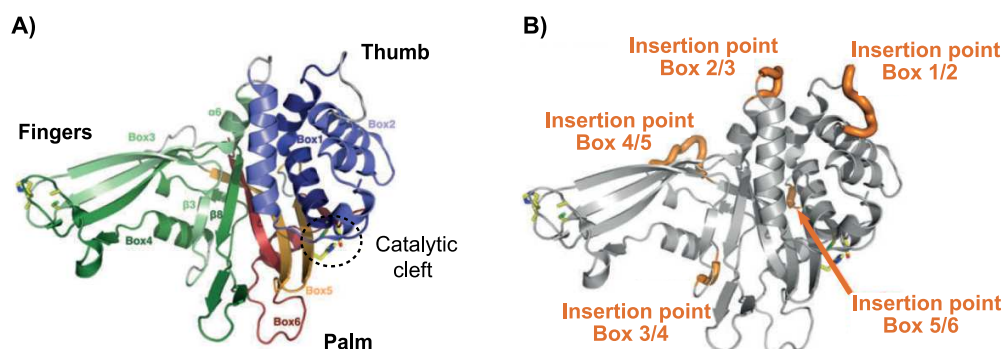 A)
Thumb
Fingers
Box3
α6
Box1
Box2
β3
β8
Box4
Catalytic
cleft
Box5
Box6
Palm
B)
Insertion point
Box 2/3
Insertion point
Box 1/2
Insertion point
Box 4/5
Insertion point
Box 3/4
Insertion point
Box 5/6